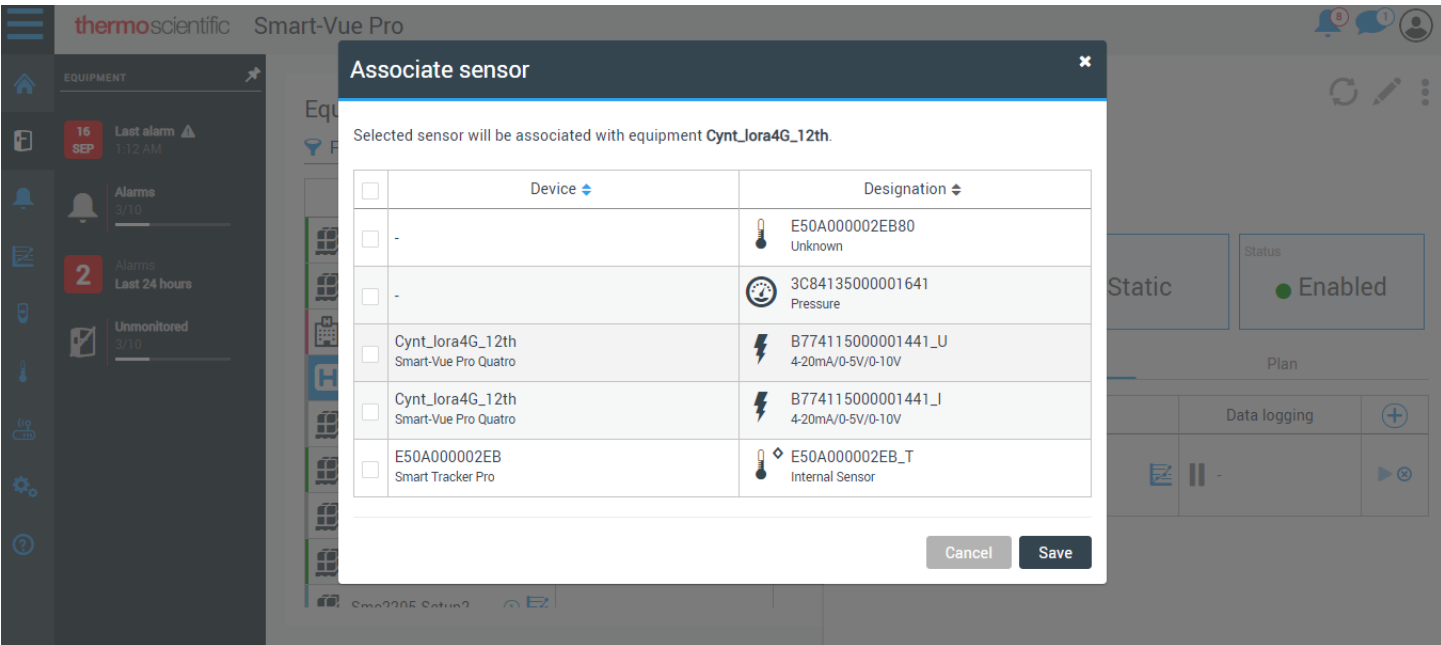 thermoscientific Smart-Vue Pro
8
1
EQUIPMENT
16
SEP
Last alarm
1:12 AM
Alarms
3/10
2
Alarms
Last 24 hours
Unmonitored
3/10
Equ
F
Associate sensor
Selected sensor will be associated with equipment Cynt_lora4G_12th.
Device
Designation
-
E50A000002EB80
Unknown
-
3C84135000001641
Pressure
Cynt_lora4G_12th
Smart-Vue Pro Quatro
B774115000001441_U
4-20mA/0-5V/0-10V
Cynt_lora4G_12th
Smart-Vue Pro Quatro
B774115000001441_I
4-20mA/0-5V/0-10V
E50A000002EB
Smart Tracker Pro
E50A000002EB_T
Internal Sensor
Cancel
Save
Static
Status
Enabled
Plan
Data logging
-